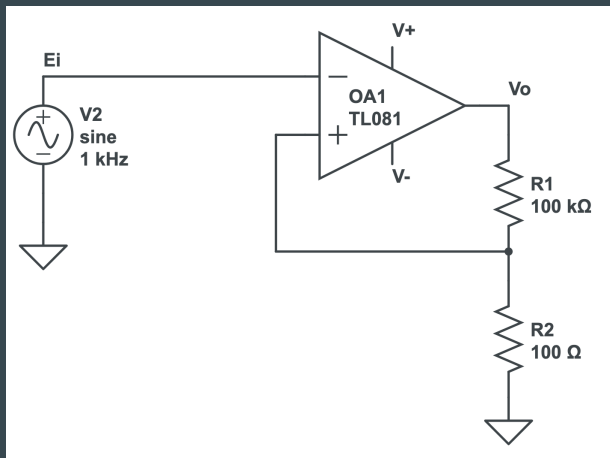 Ei
V2
sine
1 kHz
V+
OA1
TL081
V-
Vo
R1
100 kΩ
R2
100 Ω